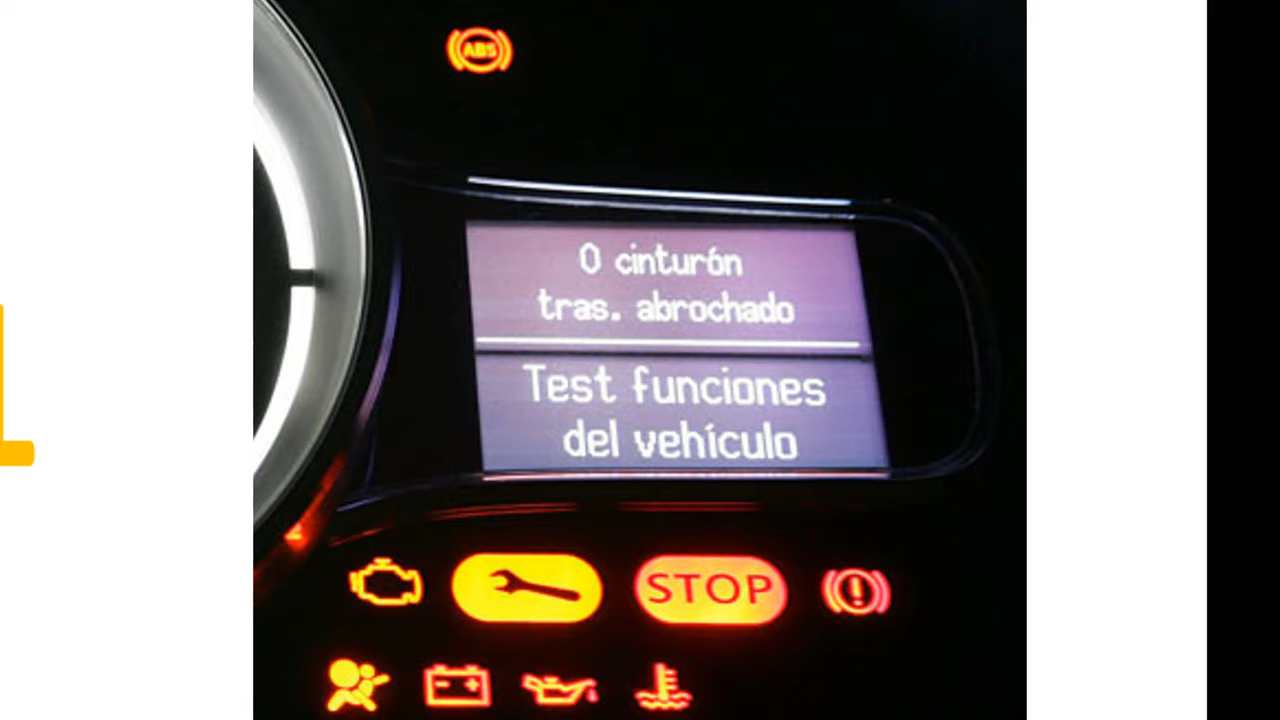 ABS
0 cinturón
tras. abrochado
Test funciones
del vehículo
STOP